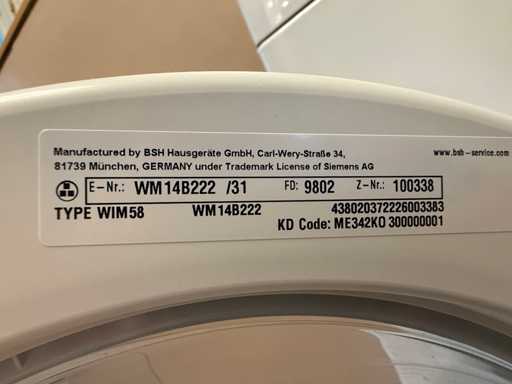 Manufactured by BSH Hausgeräte GmbH, Carl-Wery-Straße 34, www.bsh-service.com
81739 München, GERMANY under Trademark License of Siemens AG
E-Nr.: WM14B222 /31 FD: 9802 Z-Nr.: 100338
TYPE WIM58 WM14B222 438020372226003383
KD Code: ME342KO 300000001